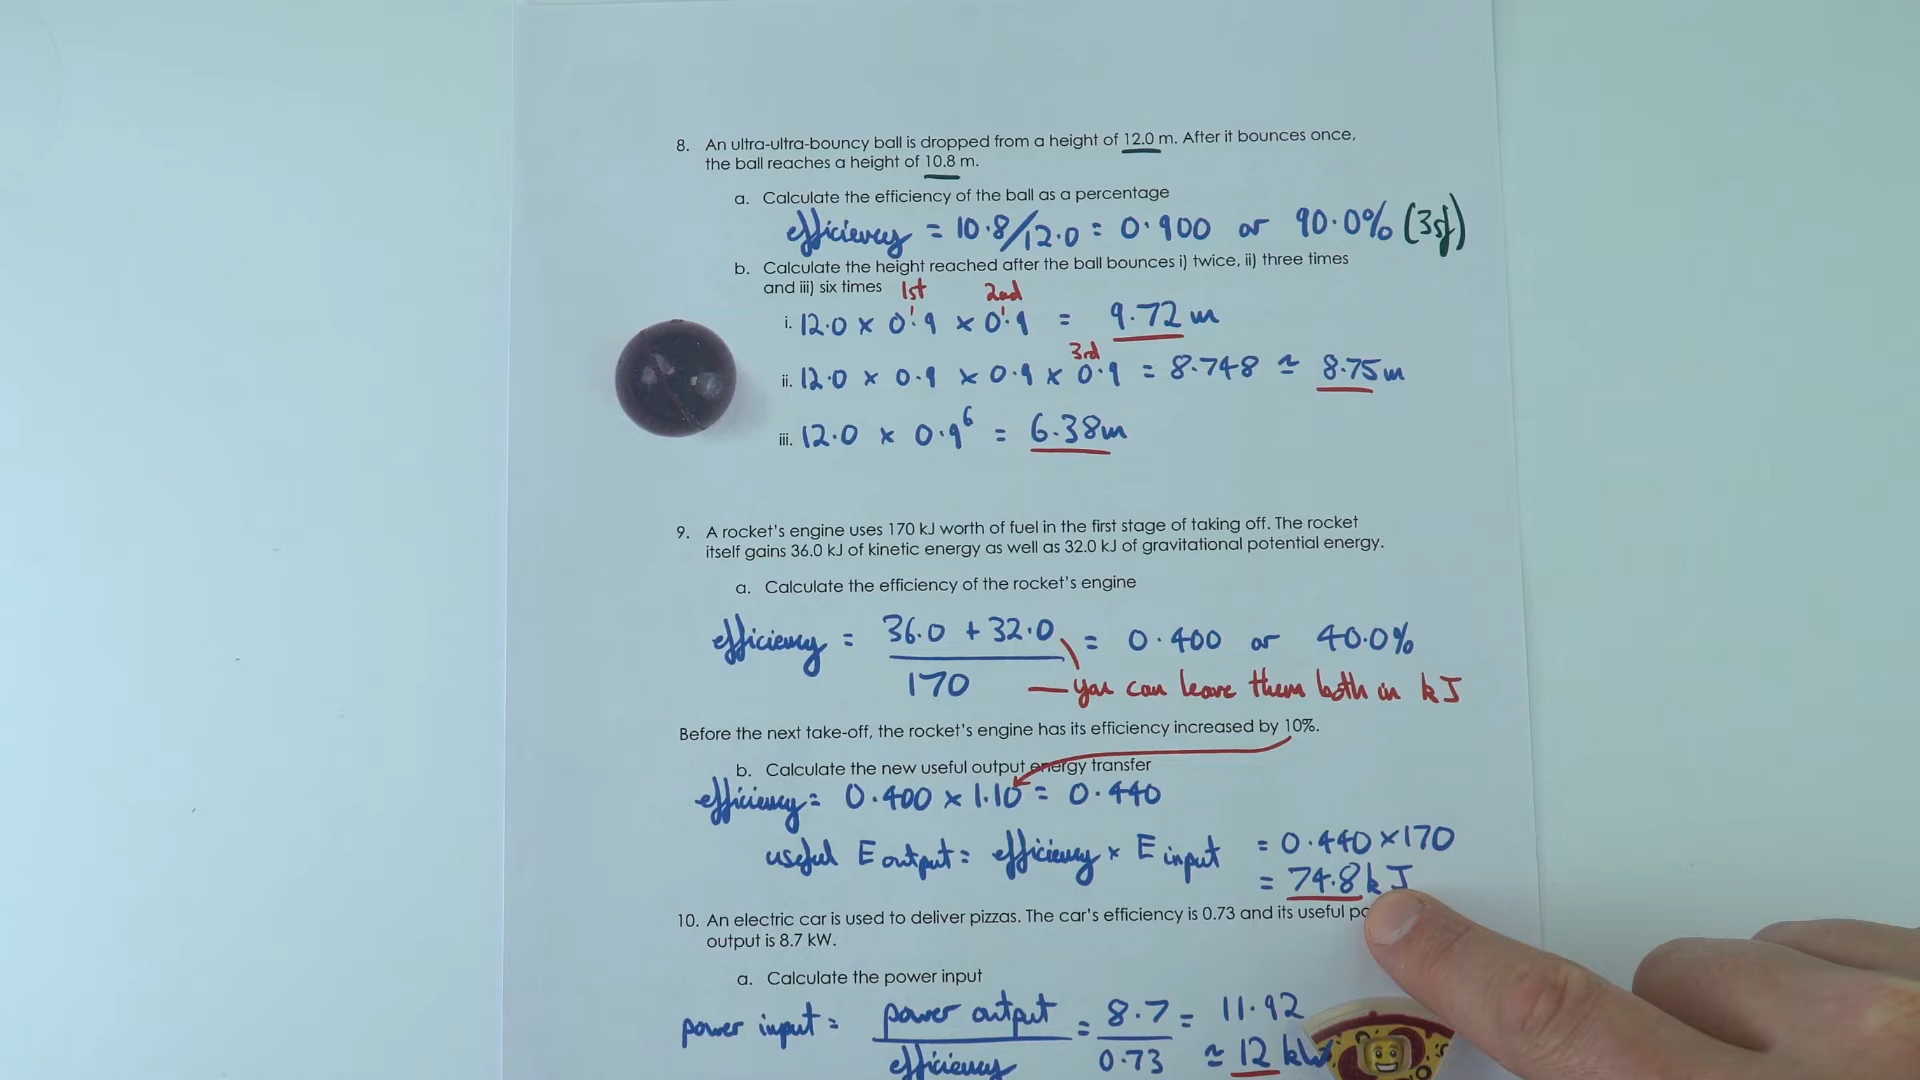 8. An ultra-ultra-bouncy ball is dropped from a height of 12.0 m. After it bounces once,
the ball reaches a height of 10.8 m.
a. Calculate the efficiency of the ball as a percentage
efficiency = 10.8/12.0 = 0.900 or 90.0% (3sf)
b. Calculate the height reached after the ball bounces i) twice, ii) three times
and iii) six times
1st 2nd
i. 12.0 × 0.9 × 0.9 = 9.72 m
3rd
ii. 12.0 × 0.9 × 0.9 × 0.9 = 8.748 ≃ 8.75m
iii. 12.0 × 0.9⁶ = 6.38m
9. A rocket's engine uses 170 kJ worth of fuel in the first stage of taking off. The rocket
itself gains 36.0 kJ of kinetic energy as well as 32.0 kJ of gravitational potential energy.
a. Calculate the efficiency of the rocket's engine
36.0 + 32.0
efficiency = = 0.400 or 40.0%
170
— you can leave them both in kJ
Before the next take-off, the rocket's engine has its efficiency increased by 10%.
b. Calculate the new useful output energy transfer
efficiency = 0.400 × 1.10 = 0.440
useful E output = efficiency × E input = 0.440 × 170
= 74.8 kJ
10. An electric car is used to deliver pizzas. The car's efficiency is 0.73 and its useful
output is 8.7 kW.
a. Calculate the power input
power input = power output = 8.7 = 11.92
efficiency 0.73 ≃ 12 kW